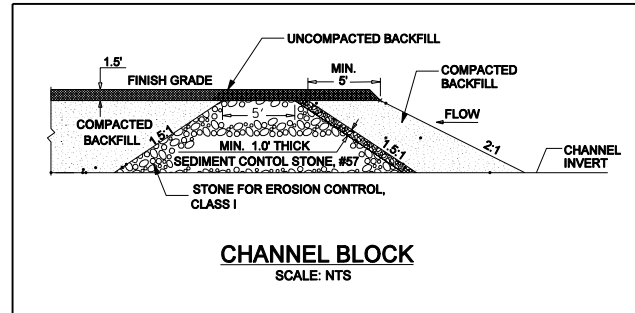 UNCOMPACTED BACKFILL
1.5'
FINISH GRADE
MIN.
5'
COMPACTED
BACKFILL
FLOW
COMPACTED
BACKFILL
1.5:1
5'
MIN. 1.0' THICK
SEDIMENT CONTOL STONE, #57
1.5:1
2:1
CHANNEL
INVERT
STONE FOR EROSION CONTROL,
CLASS I
CHANNEL BLOCK
SCALE: NTS